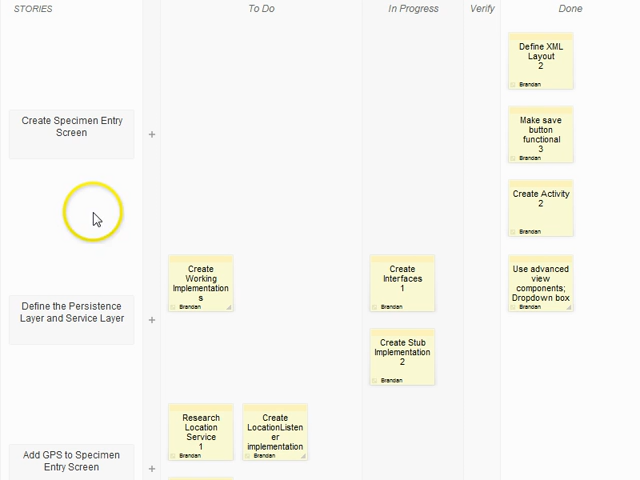 STORIES
To Do
In Progress
Verify
Done
Create Specimen Entry
Screen
+
Define XML
Layout
2
Brandan
Make save
button
functional
3
Brandan
Create Activity
2
Brandan
Define the Persistence
Layer and Service Layer
+
Create
Working
Implementation
s
Brandan
Create
Interfaces
1
Brandan
Create Stub
Implementation
2
Brandan
Use advanced
view
components;
Dropdown box
Brandan
Add GPS to Specimen
Entry Screen
+
Research
Location
Service
1
Brandan
Create
LocationListen
er
implementation
Brandan